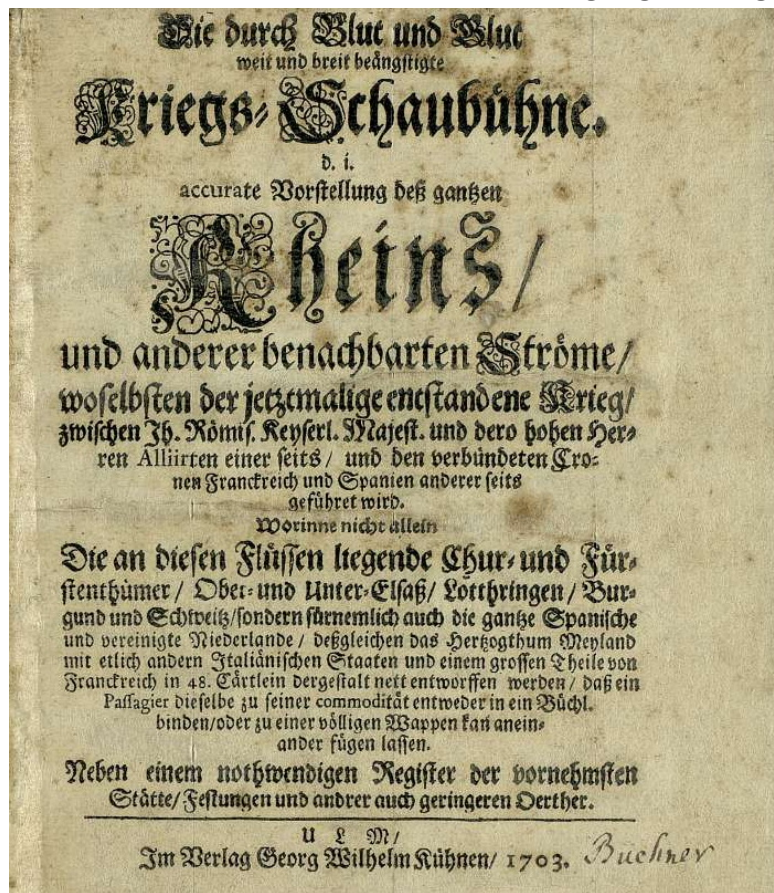 Die durch Blut und Glut
weit und breit beängstigte
Kriegs-Schaubühne.
d. i.
accurate Vorstellung deß gantzen
Rheins/
und anderer benachbarten Ströme/
woselbsten der jetztmalige entstandene Krieg/
zwischen Ih. Römis. Keyserl. Majest. und dero hohen Her-
ren Alliirten einer seits/ und den verbündeten Cro-
nen Franckreich und Spanien anderer seits
geführet wird.
Worinne nicht allein
Die an diesen Flüssen liegende Chur- und Für-
stenthümer/ Ober- und Unter-Elsaß/ Lotthringen/ Bur-
gund und Schweitz/sondern fürnemlich auch die gantze Spanische
und vereinigte Niederlande/ deßgleichen das Hertzogthum Meyland
mit etlich andern Italiänischen Staaten und einem grossen Theile von
Franckreich in 48. Cärtlein dergestalt nett entworffen werden/ daß ein
Passagier dieselbe zu seiner commodität entweder in ein Büchl.
binden/oder zu einer völligen Mappen kan anein-
ander fügen lassen.
Neben einem nothwendigen Register der vornehmsten
Stätte/Festungen und andrer auch geringeren Oerther.
ULM/
Im Verlag Georg Wilhelm Kühnen/ 1703. Buchner